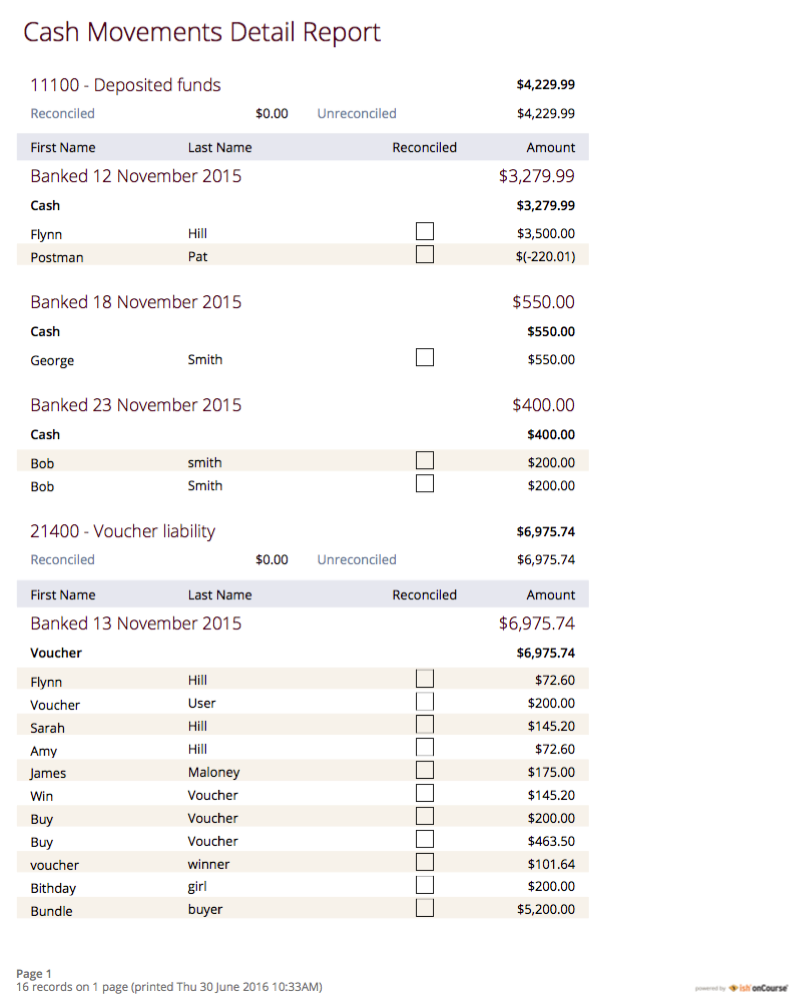 Cash Movements Detail Report
11100 - Deposited funds $4,229.99
Reconciled $0.00 Unreconciled $4,229.99
First Name Last Name Reconciled Amount
Banked 12 November 2015 $3,279.99
Cash $3,279.99
Flynn Hill $3,500.00
Postman Pat $(-220.01)
Banked 18 November 2015 $550.00
Cash $550.00
George Smith $550.00
Banked 23 November 2015 $400.00
Cash $400.00
Bob smith $200.00
Bob Smith $200.00
21400 - Voucher liability $6,975.74
Reconciled $0.00 Unreconciled $6,975.74
First Name Last Name Reconciled Amount
Banked 13 November 2015 $6,975.74
Voucher $6,975.74
Flynn Hill $72.60
Voucher User $200.00
Sarah Hill $145.20
Amy Hill $72.60
James Maloney $175.00
Win Voucher $145.20
Buy Voucher $200.00
Buy Voucher $463.50
voucher winner $101.64
Bithday girl $200.00
Bundle buyer $5,200.00
Page 1
16 records on 1 page (printed Thu 30 June 2016 10:33AM)
powered by ish onCourse